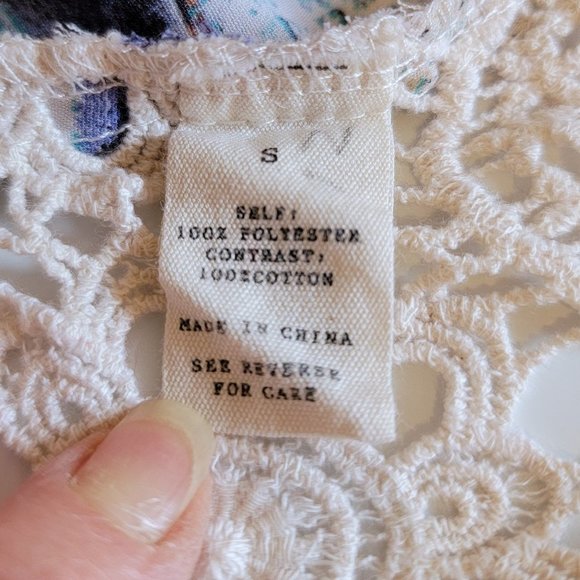 S
SELF:
100% POLYESTER
CONTRAST:
100%COTTON
MADE IN CHINA
SEE REVERSE
FOR CARE